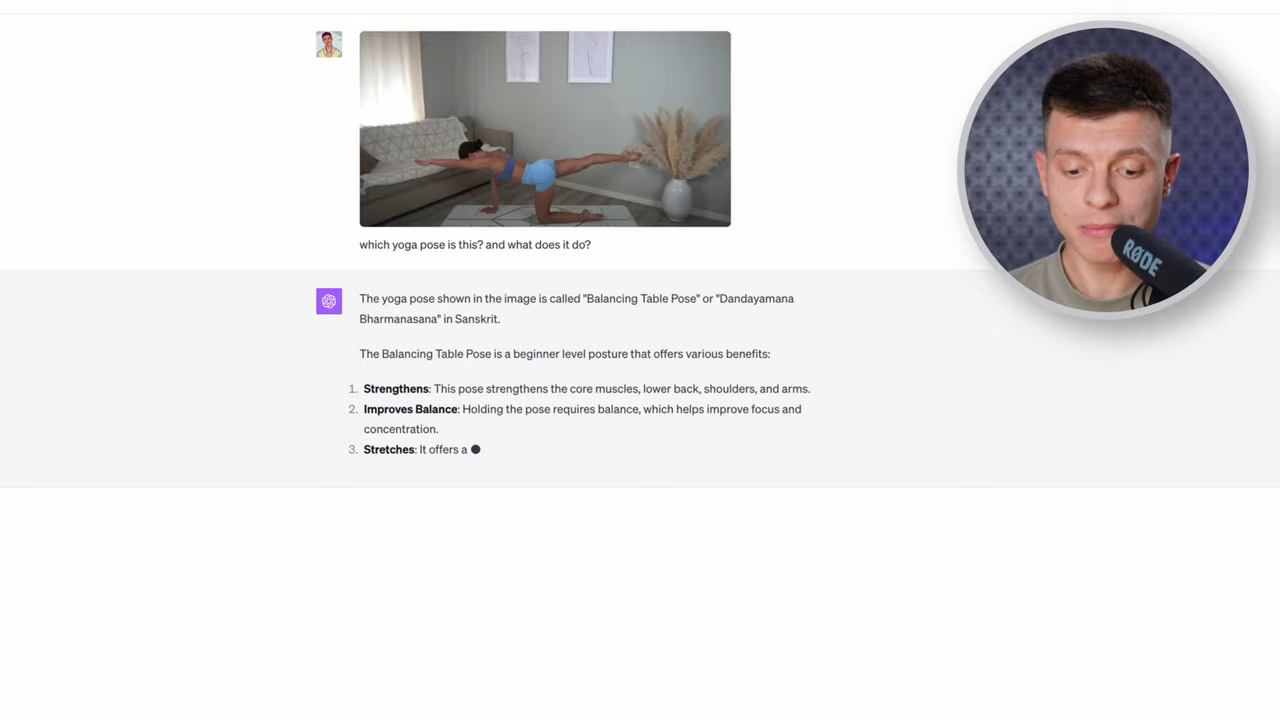 which yoga pose is this? and what does it do?
The yoga pose shown in the image is called "Balancing Table Pose" or "Dandayamana
Bharmanasana" in Sanskrit.
The Balancing Table Pose is a beginner level posture that offers various benefits:
1. Strengthens: This pose strengthens the core muscles, lower back, shoulders, and arms.
2. Improves Balance: Holding the pose requires balance, which helps improve focus and
concentration.
3. Stretches: It offers a
RØDE